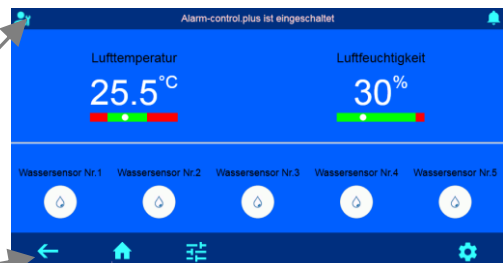 Alarm-control.plus ist eingeschaltet
Lufttemperatur
Luftfeuchtigkeit
25.5°C
30%
Wassersensor Nr.1
Wassersensor Nr.2
Wassersensor Nr.3
Wassersensor Nr.4
Wassersensor Nr.5